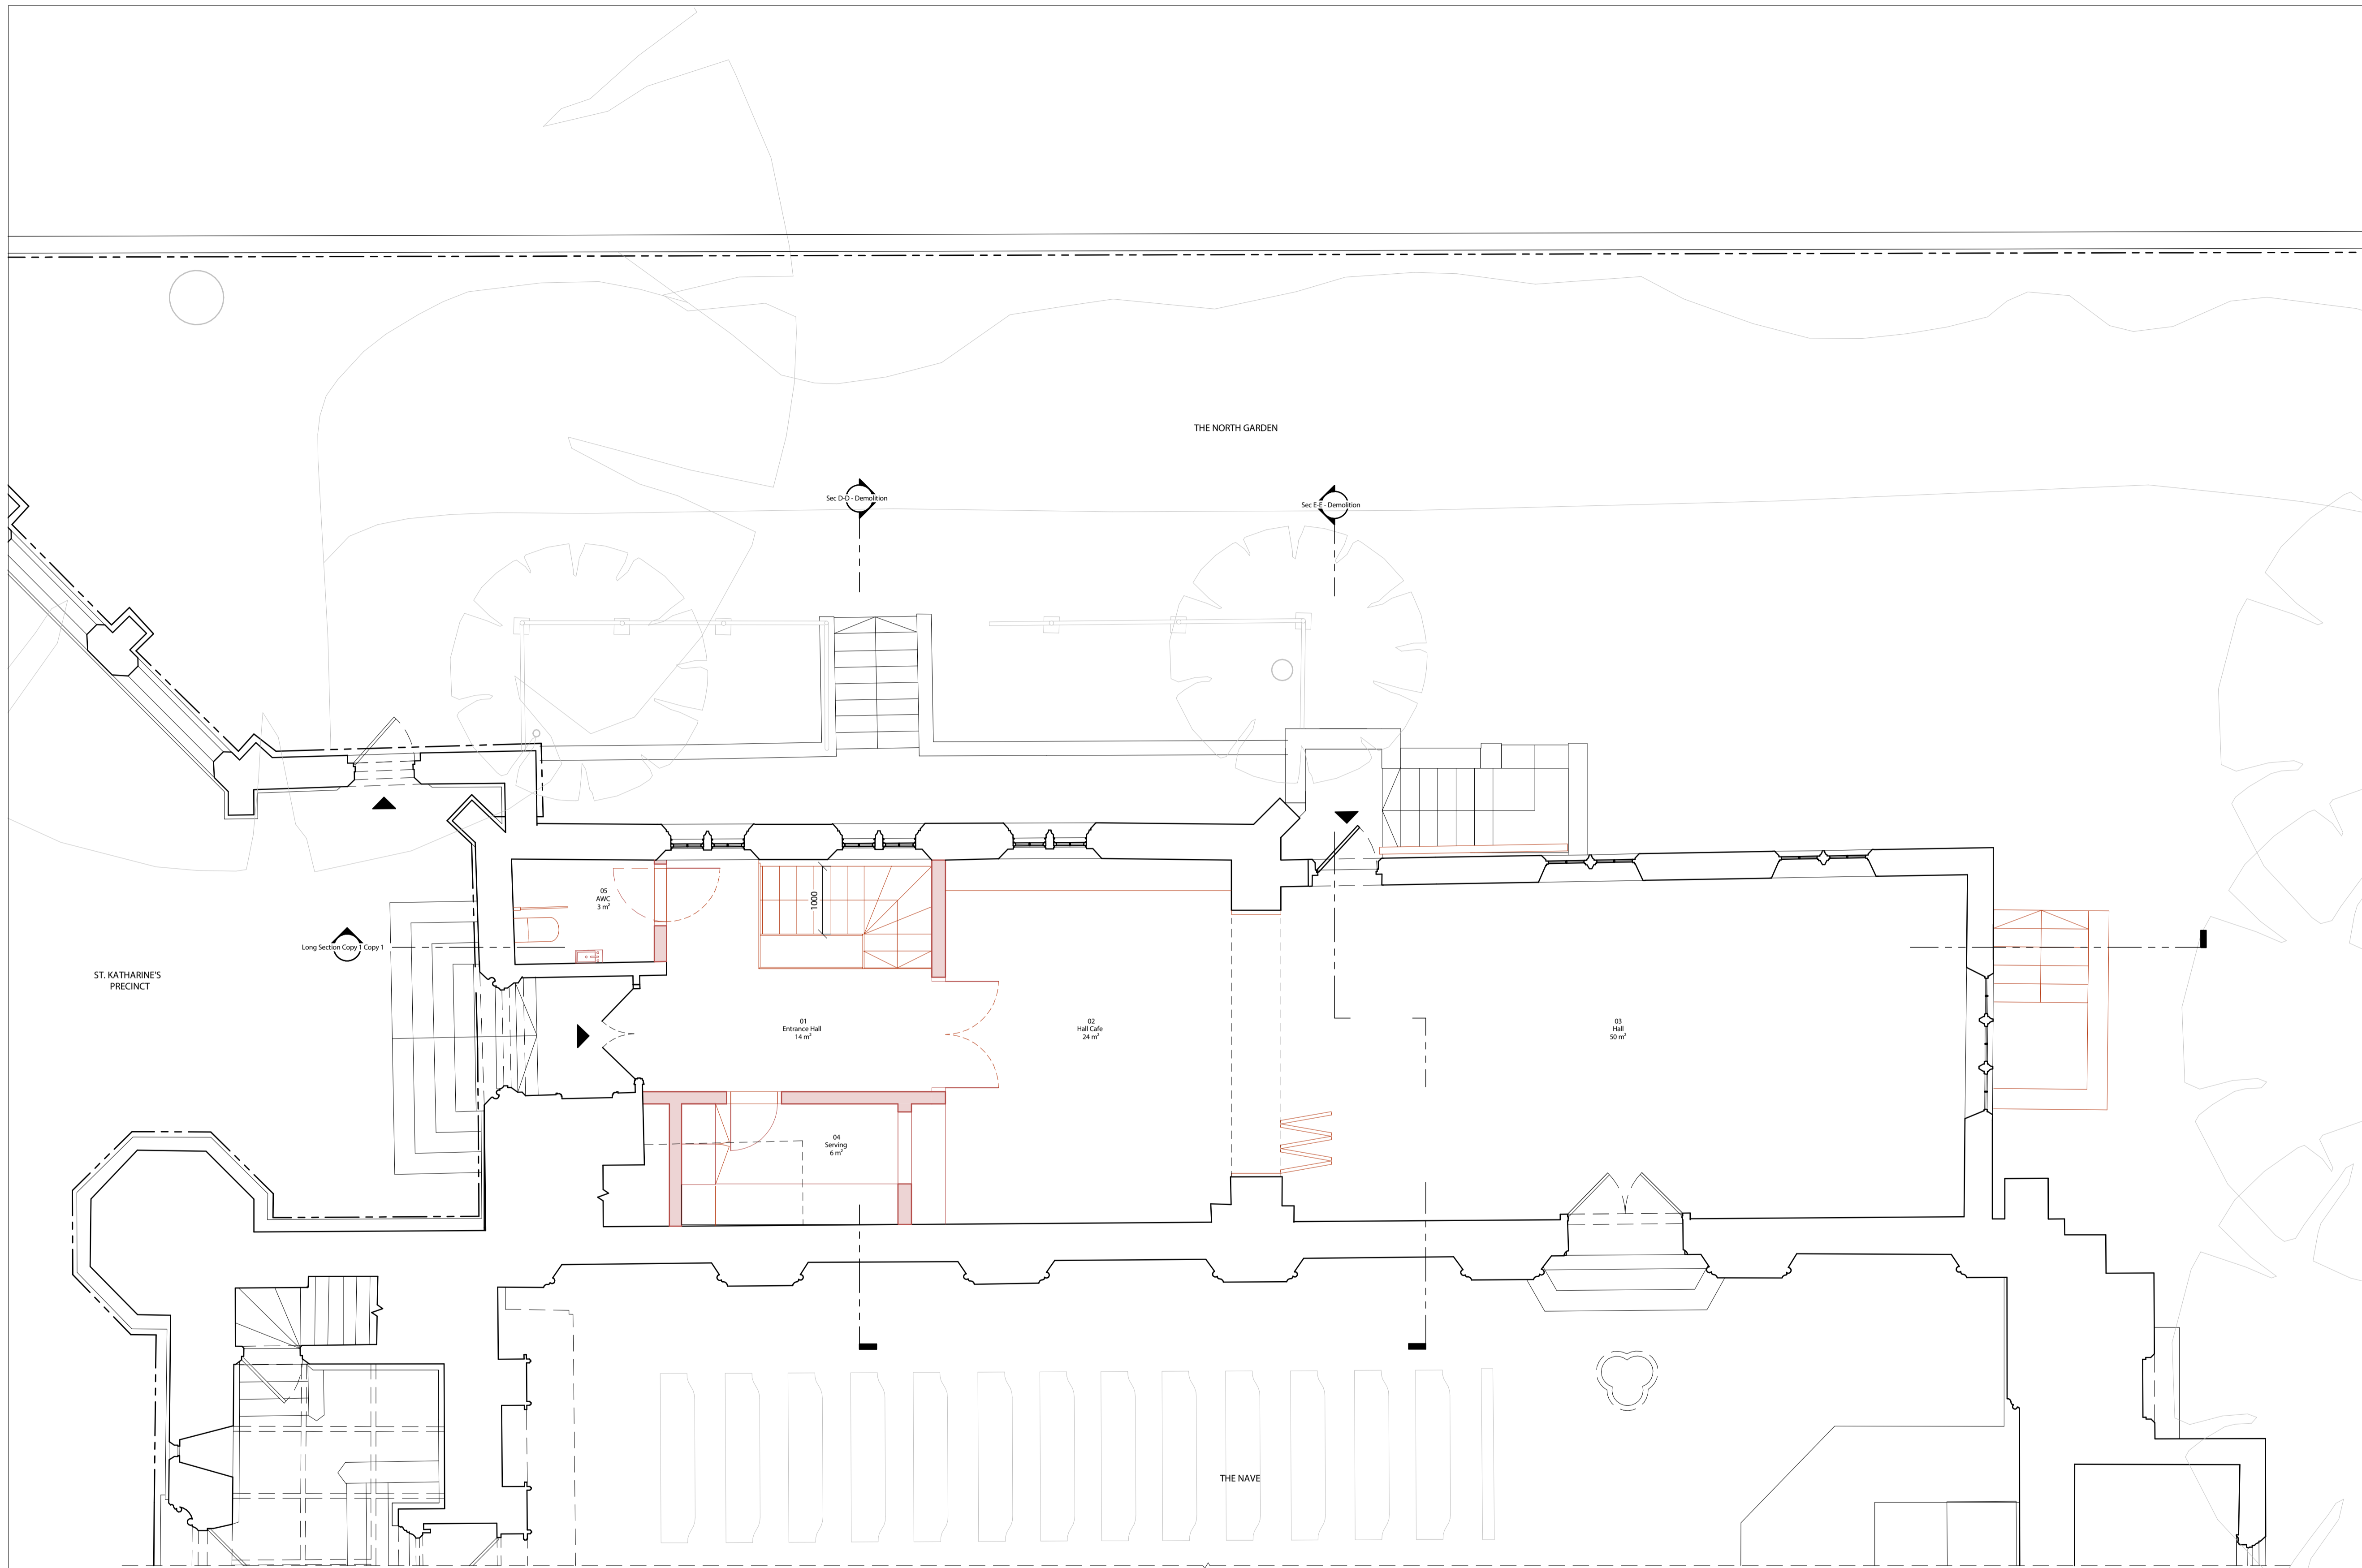 THE NORTH GARDEN
Sec D-D - Demolition
Sec E-E - Demolition
05
AWC
3 m²
1000
Long Section Copy 1 Copy 1
ST. KATHARINE'S
PRECINCT
01
Entrance Hall
14 m²
02
Hall Cafe
24 m²
03
Hall
50 m²
04
Serving
6 m²
THE NAVE